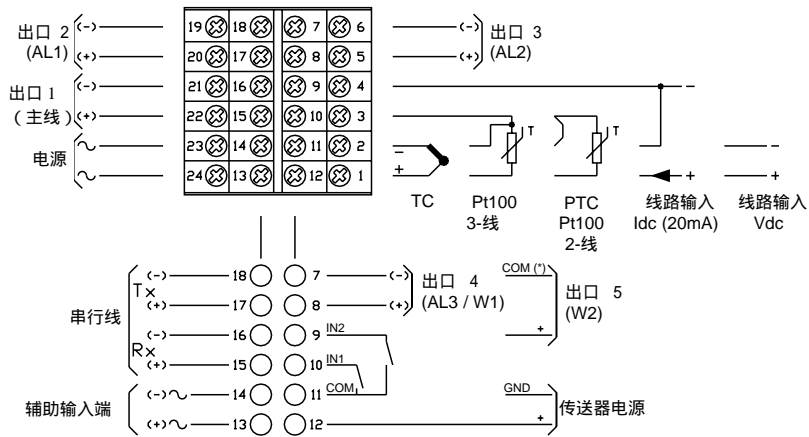 出口 2
(AL1)
(-)
(+)
出口 1
(主线)
(-)
(+)
电源
19 18 7 6
20 17 8 5
21 16 9 4
22 15 10 3
23 14 11 2
24 13 12 1
(-)
(+)
出口 3
(AL2)
-
T
T
-
+
+
-
+
TC
Pt100
3-线
PTC
Pt100
2-线
线路输入
Idc (20mA)
线路输入
Vdc
串行线
Tx
(-)
(+)
Rx
(-)
(+)
辅助输入端
(-)
(+)
18 7
17 8
16 9 IN2
15 10 IN1
14 11 COM
13 12
(-)
(+)
出口 4
(AL3 / W1)
COM (*)
+
出口 5
(W2)
GND
+
传送器电源